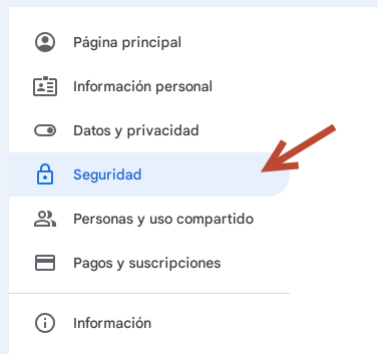 Página principal
Información personal
Datos y privacidad
Seguridad
Personas y uso compartido
Pagos y suscripciones
Información